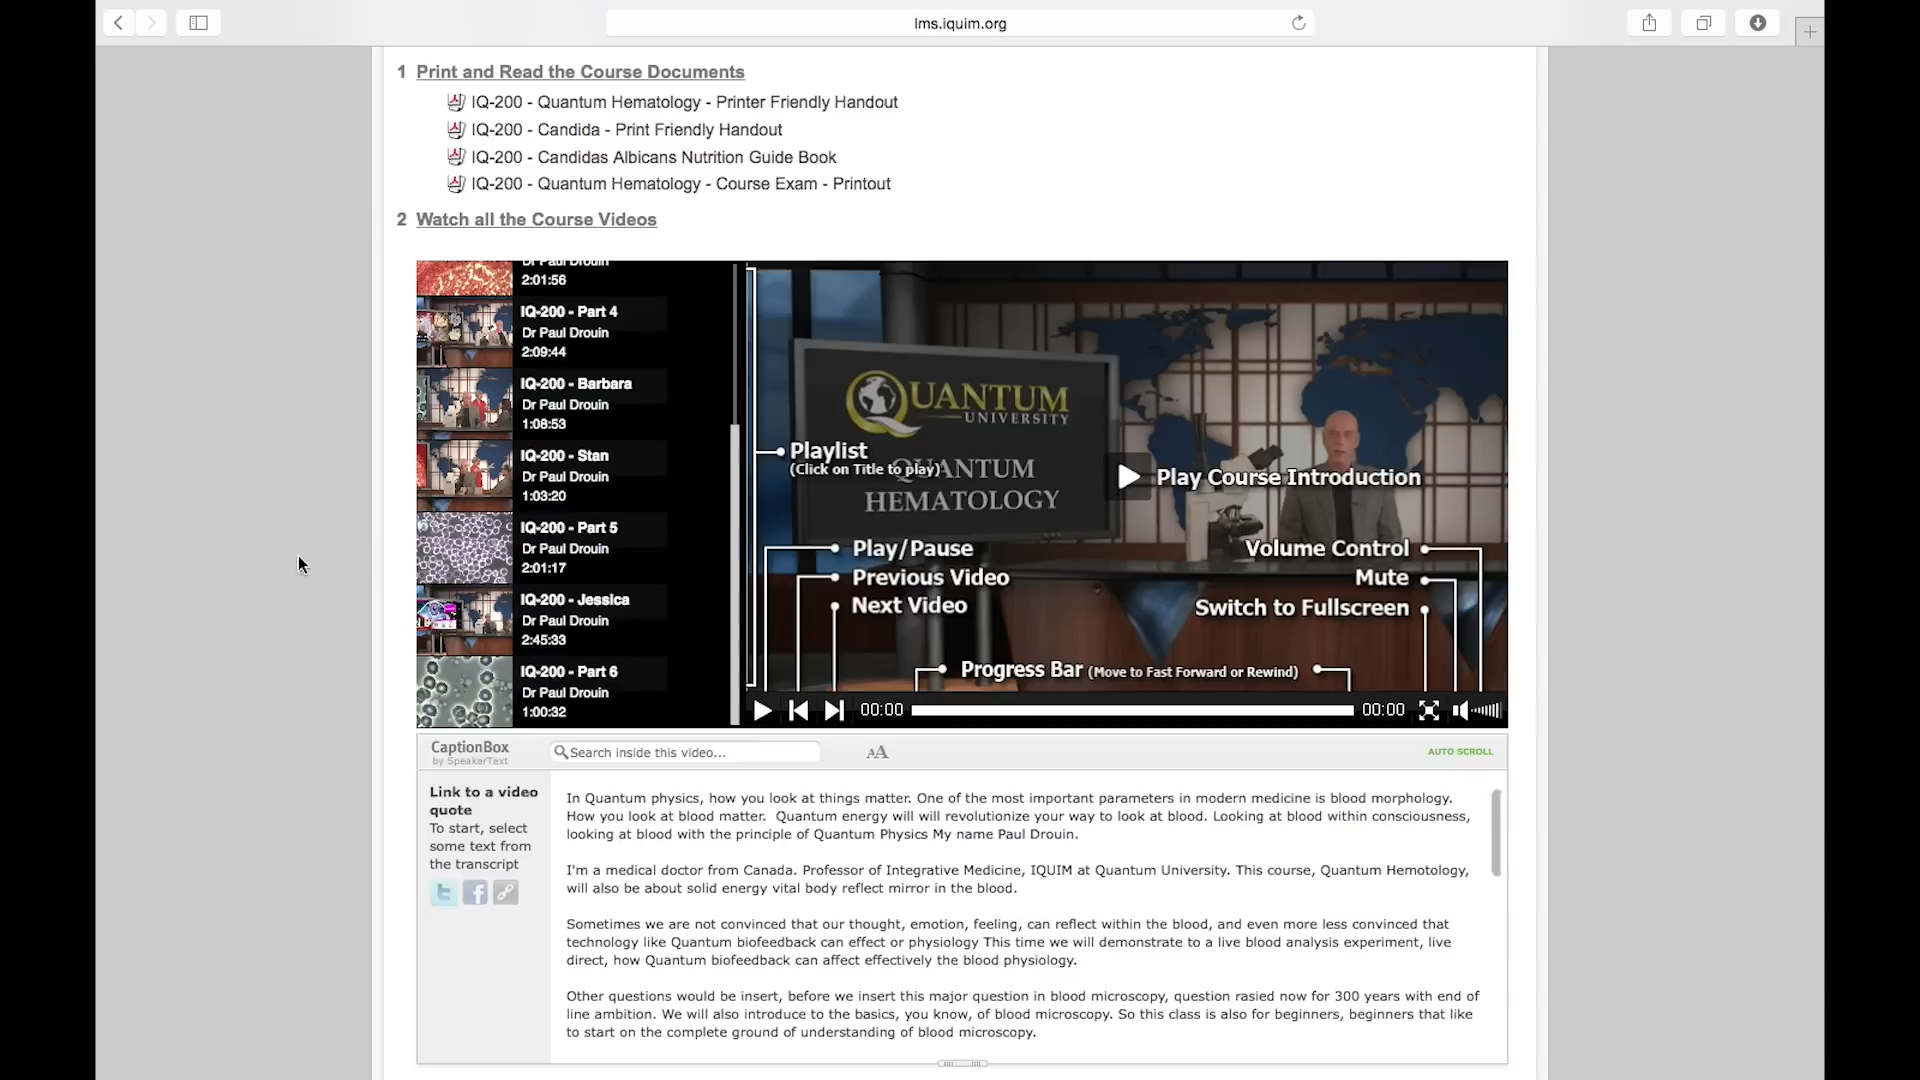 lms.iquim.org
1 Print and Read the Course Documents
IQ-200 - Quantum Hematology - Printer Friendly Handout
IQ-200 - Candida - Print Friendly Handout
IQ-200 - Candidas Albicans Nutrition Guide Book
IQ-200 - Quantum Hematology - Course Exam - Printout
2 Watch all the Course Videos
Dr Paul Drouin
2:01:56
IQ-200 - Part 4
Dr Paul Drouin
2:09:44
IQ-200 - Barbara
Dr Paul Drouin
1:08:53
IQ-200 - Stan
Dr Paul Drouin
1:03:20
IQ-200 - Part 5
Dr Paul Drouin
2:01:17
IQ-200 - Jessica
Dr Paul Drouin
2:45:33
IQ-200 - Part 6
Dr Paul Drouin
1:00:32
QUANTUM
UNIVERSITY
QUANTUM
HEMATOLOGY
Playlist
(Click on Title to play)
Play Course Introduction
Play/Pause
Previous Video
Next Video
Volume Control
Mute
Switch to Fullscreen
Progress Bar (Move to Fast Forward or Rewind)
00:00
00:00
CaptionBox
by SpeakerText
Search inside this video...
AA
AUTO SCROLL
Link to a video
quote
To start, select
some text from
the transcript
In Quantum physics, how you look at things matter. One of the most important parameters in modern medicine is blood morphology.
How you look at blood matter. Quantum energy will will revolutionize your way to look at blood. Looking at blood within consciousness,
looking at blood with the principle of Quantum Physics My name Paul Drouin.
I'm a medical doctor from Canada. Professor of Integrative Medicine, IQUIM at Quantum University. This course, Quantum Hemotology,
will also be about solid energy vital body reflect mirror in the blood.
Sometimes we are not convinced that our thought, emotion, feeling, can reflect within the blood, and even more less convinced that
technology like Quantum biofeedback can effect or physiology This time we will demonstrate to a live blood analysis experiment, live
direct, how Quantum biofeedback can affect effectively the blood physiology.
Other questions would be insert, before we insert this major question in blood microscopy, question rasied now for 300 years with end of
line ambition. We will also introduce to the basics, you know, of blood microscopy. So this class is also for beginners, beginners that like
to start on the complete ground of understanding of blood microscopy.